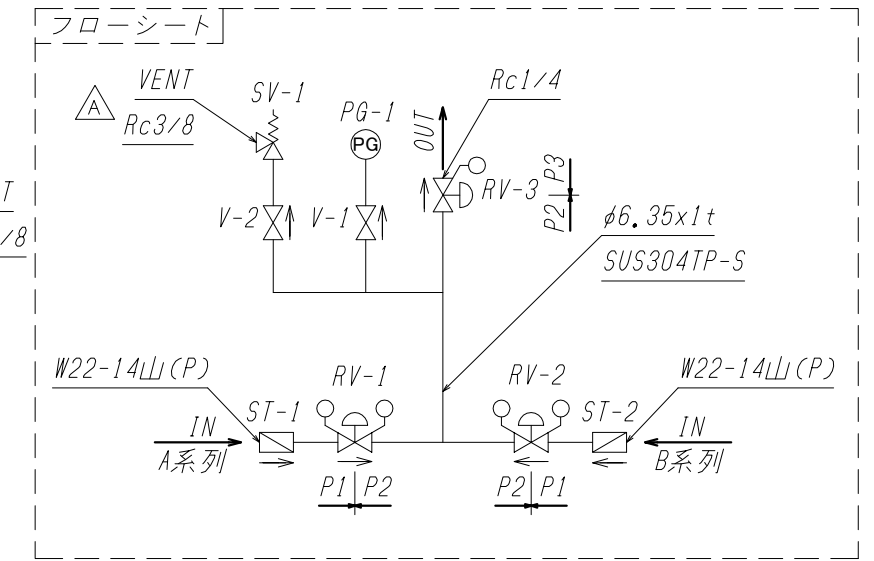 フローシート
VENT
Rc3/8
A
SV-1
PG-1
PG
OUT
Rc1/4
RV-3
P3
P2
V-2
V-1
φ6.35x1t
SUS304TP-S
T
/8
W22-14山(P)
RV-1
RV-2
W22-14山(P)
ST-1
ST-2
IN
A系列
IN
B系列
P1
P2
P2
P1